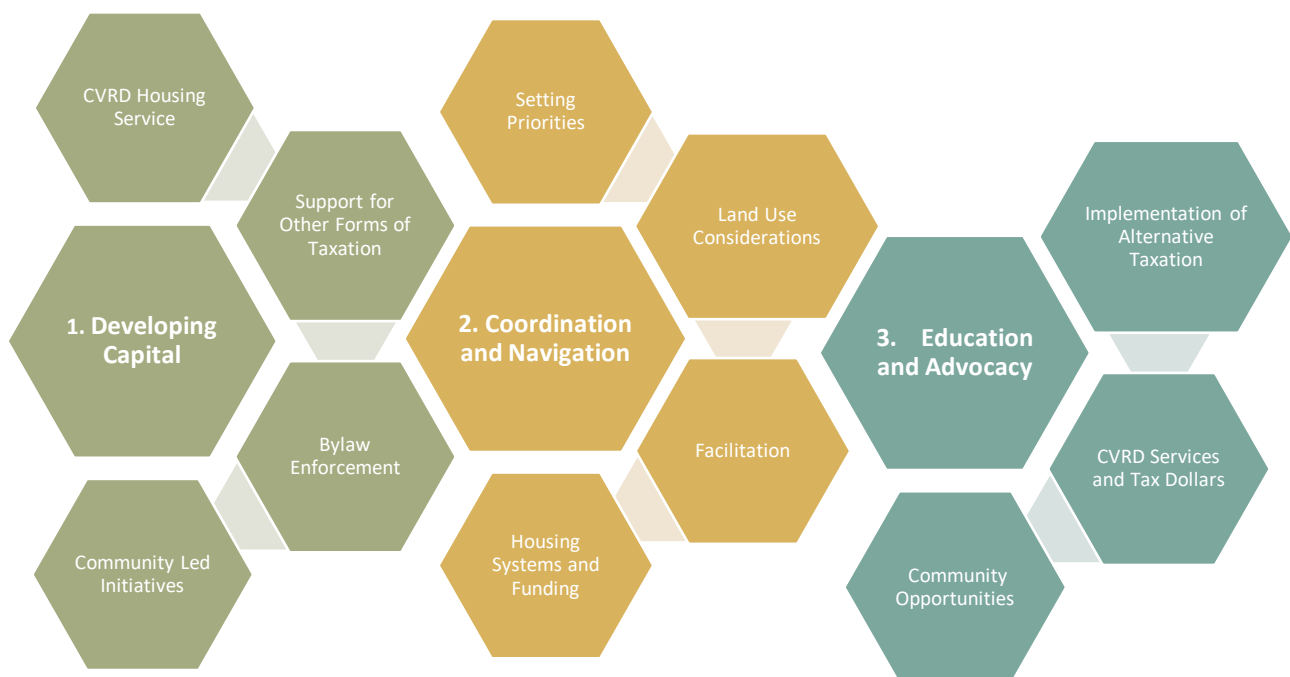 CVRD Housing
Service
Support for
Other Forms of
Taxation
1. Developing
Capital
Bylaw
Enforcement
Community Led
Initiatives
Setting
Priorities
Land Use
Considerations
2. Coordination
and Navigation
Facilitation
Housing
Systems and
Funding
Implementation of
Alternative
Taxation
3. Education
and Advocacy
CVRD Services
and Tax Dollars
Community
Opportunities